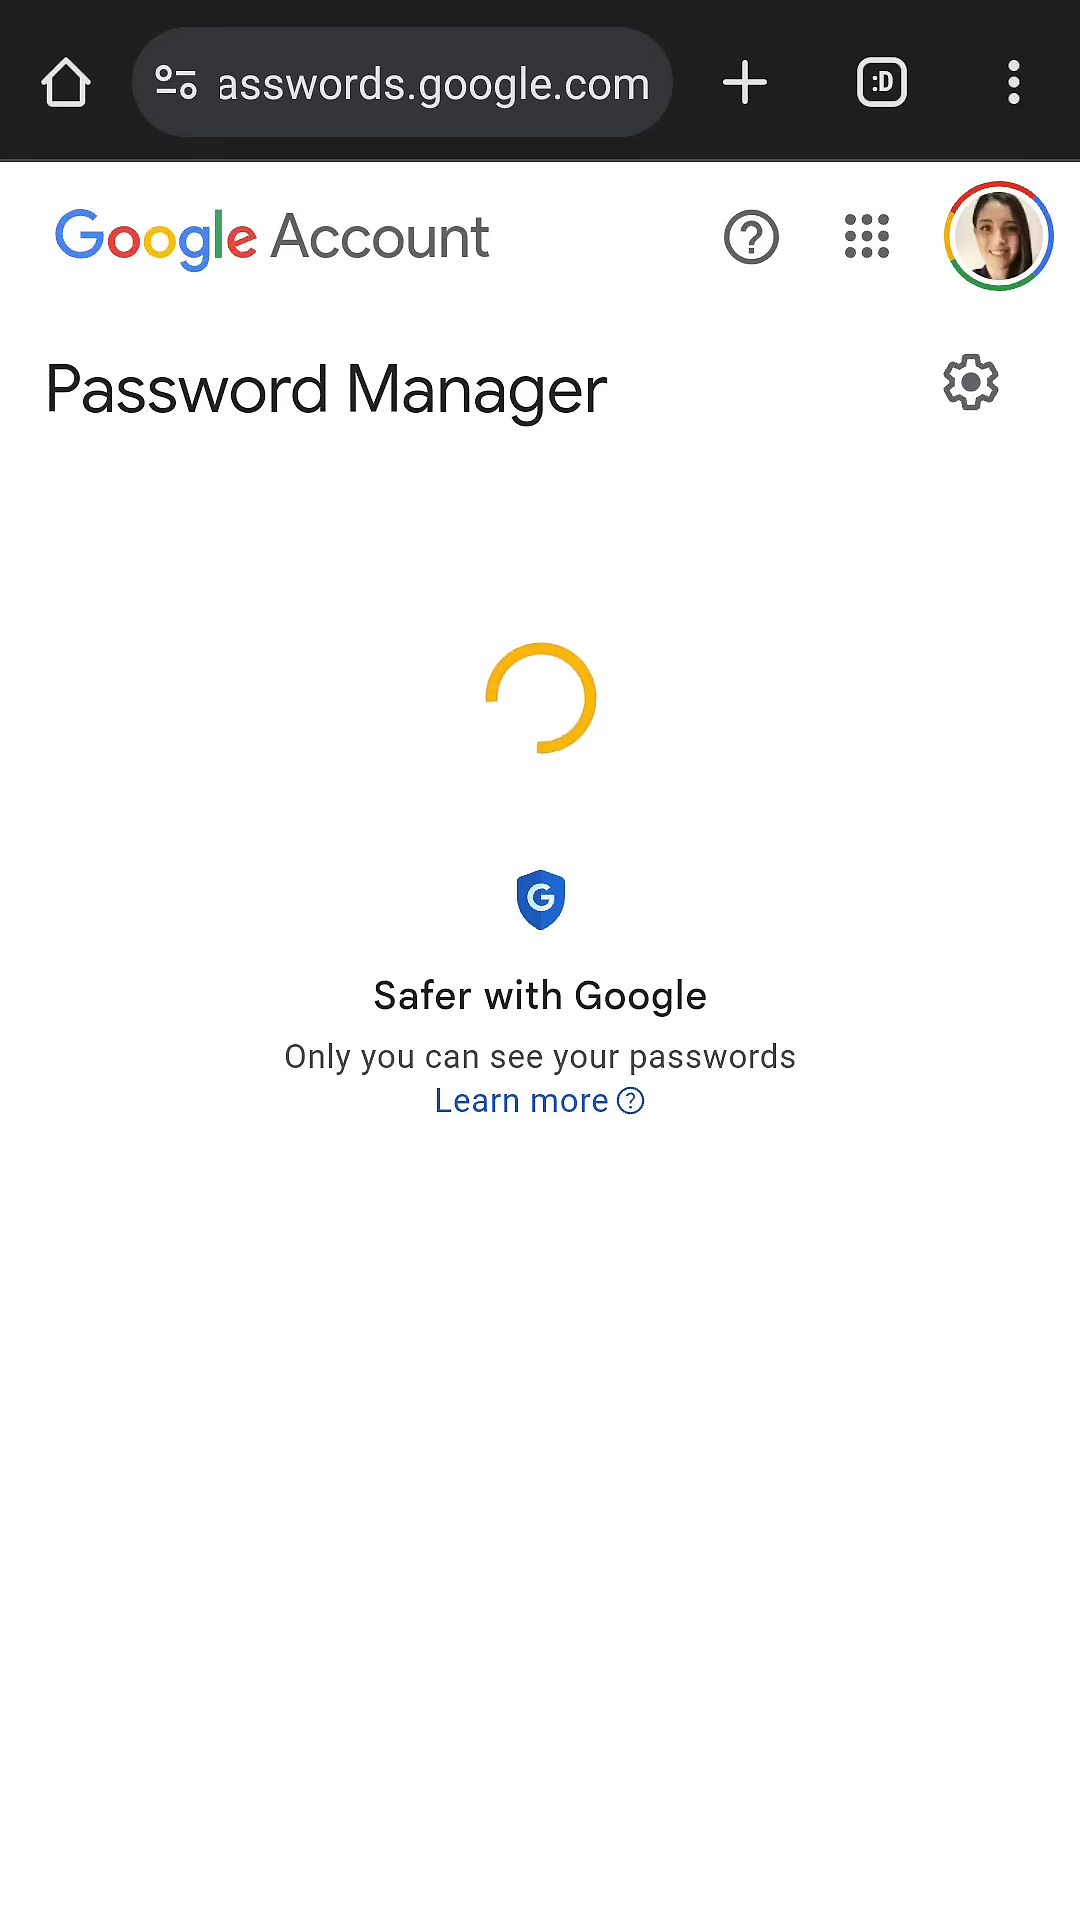 asswords.google.com
:D
Google Account
Password Manager
G
Safer with Google
Only you can see your passwords
Learn more